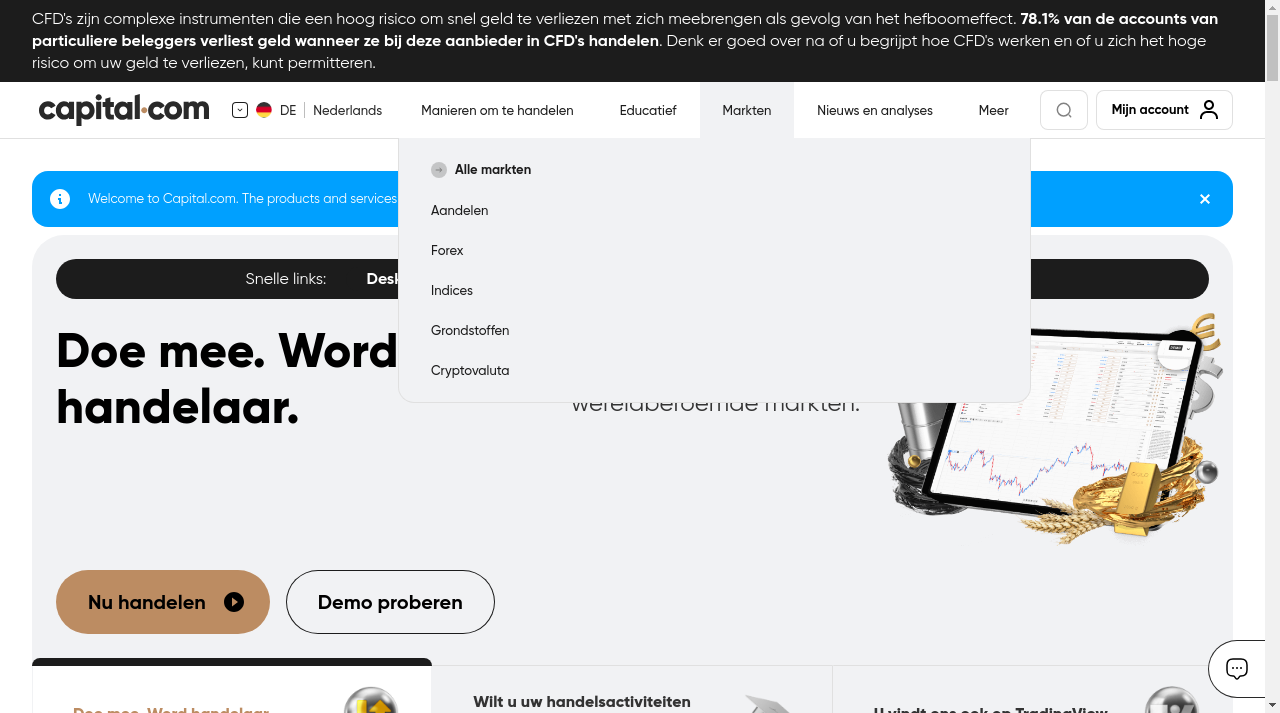 CFD's zijn complexe instrumenten die een hoog risico om snel geld te verliezen met zich meebrengen als gevolg van het hefboomeffect. 78.1% van de accounts van
particuliere beleggers verliest geld wanneer ze bij deze aanbieder in CFD's handelen. Denk er goed over na of u begrijpt hoe CFD's werken en of u zich het hoge
risico om uw geld te verliezen, kunt permitteren.
capital.com DE Nederlands Manieren om te handelen Educatief Markten Nieuws en analyses Meer Mijn account
Alle markten
Aandelen
Forex
Indices
Grondstoffen
Cryptovaluta
Welcome to Capital.com. The products and services
Snelle links:
Doe mee. Word
handelaar.
wereldberoemde markten.
Nu handelen
Demo proberen
Doe mee. Word handelaar.
Wilt u uw handelsactiviteiten
U vindt ons ook op TradingView